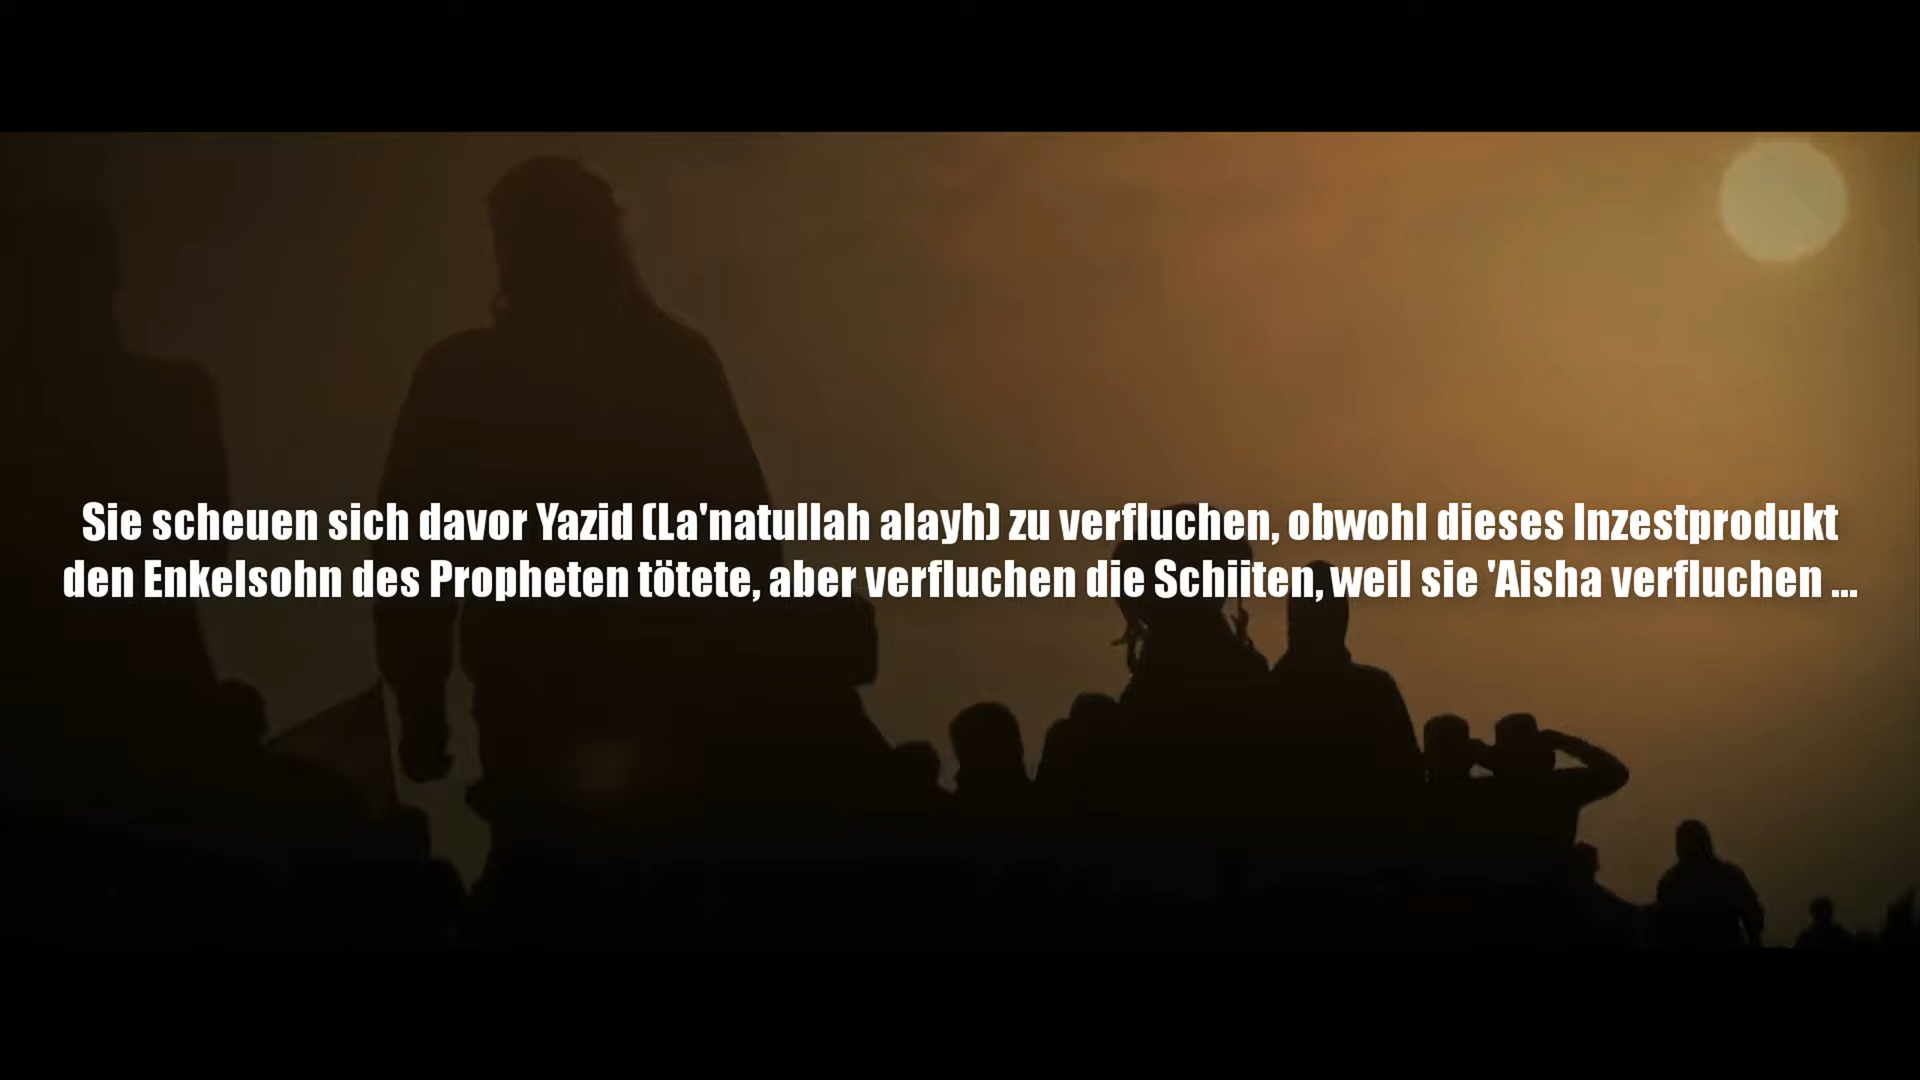 Sie scheuen sich davor Yazid (La'natullah alayh) zu verfluchen, obwohl dieses Inzestprodukt
den Enkelsohn des Propheten tötete, aber verfluchen die Schiiten, weil sie 'Aisha verfluchen ...